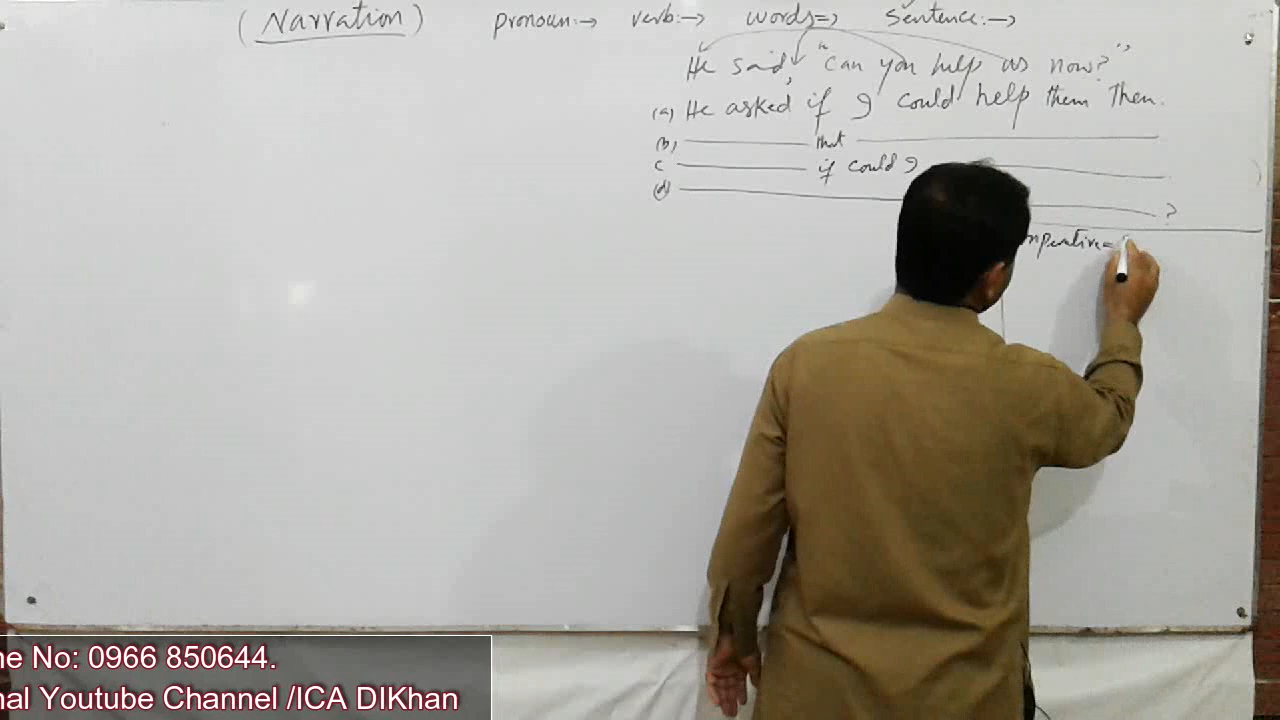 (Narration) pronoun:→ verb:→ words⇒ sentence:→
He said, "can you help us now?"
(a) He asked if I could help them then.
(b) that
c if could I
(d) ?
mperative=
ne No: 0966 850644.
nal Youtube Channel /ICA DIKhan